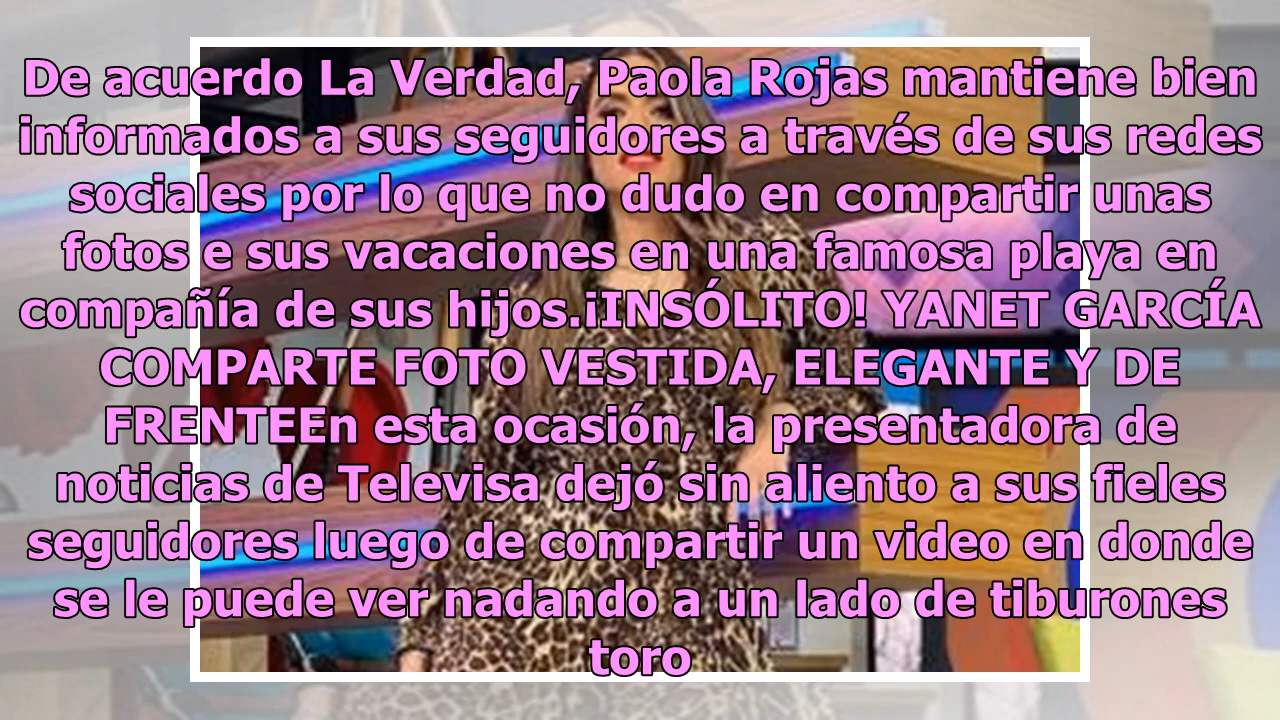 De acuerdo La Verdad, Paola Rojas mantiene bien
informados a sus seguidores a través de sus redes
sociales por lo que no dudo en compartir unas
fotos e sus vacaciones en una famosa playa en
compañía de sus hijos.¡INSÓLITO! YANET GARCÍA
COMPARTE FOTO VESTIDA, ELEGANTE Y DE
FRENTEEn esta ocasión, la presentadora de
noticias de Televisa dejó sin aliento a sus fieles
seguidores luego de compartir un video en donde
se le puede ver nadando a un lado de tiburones
toro